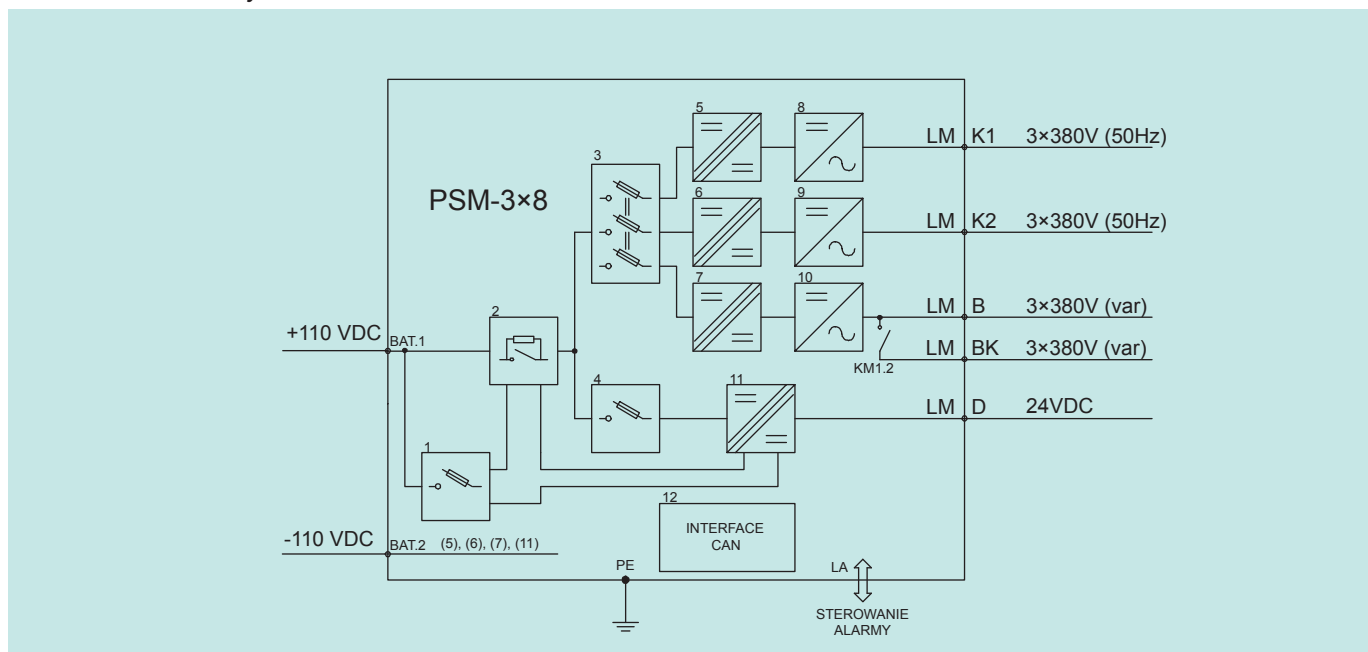 5
8
LM K1 3×380V (50Hz)
3
PSM-3×8
6
9
LM K2 3×380V (50Hz)
7
10
LM B 3×380V (var)
2
+110 VDC BAT.1
LM BK 3×380V (var)
KM1.2
4
11
LM D 24VDC
1
12
INTERFACE
CAN
-110 VDC BAT.2 (5), (6), (7), (11)
PE
LA
STEROWANIE
ALARMY